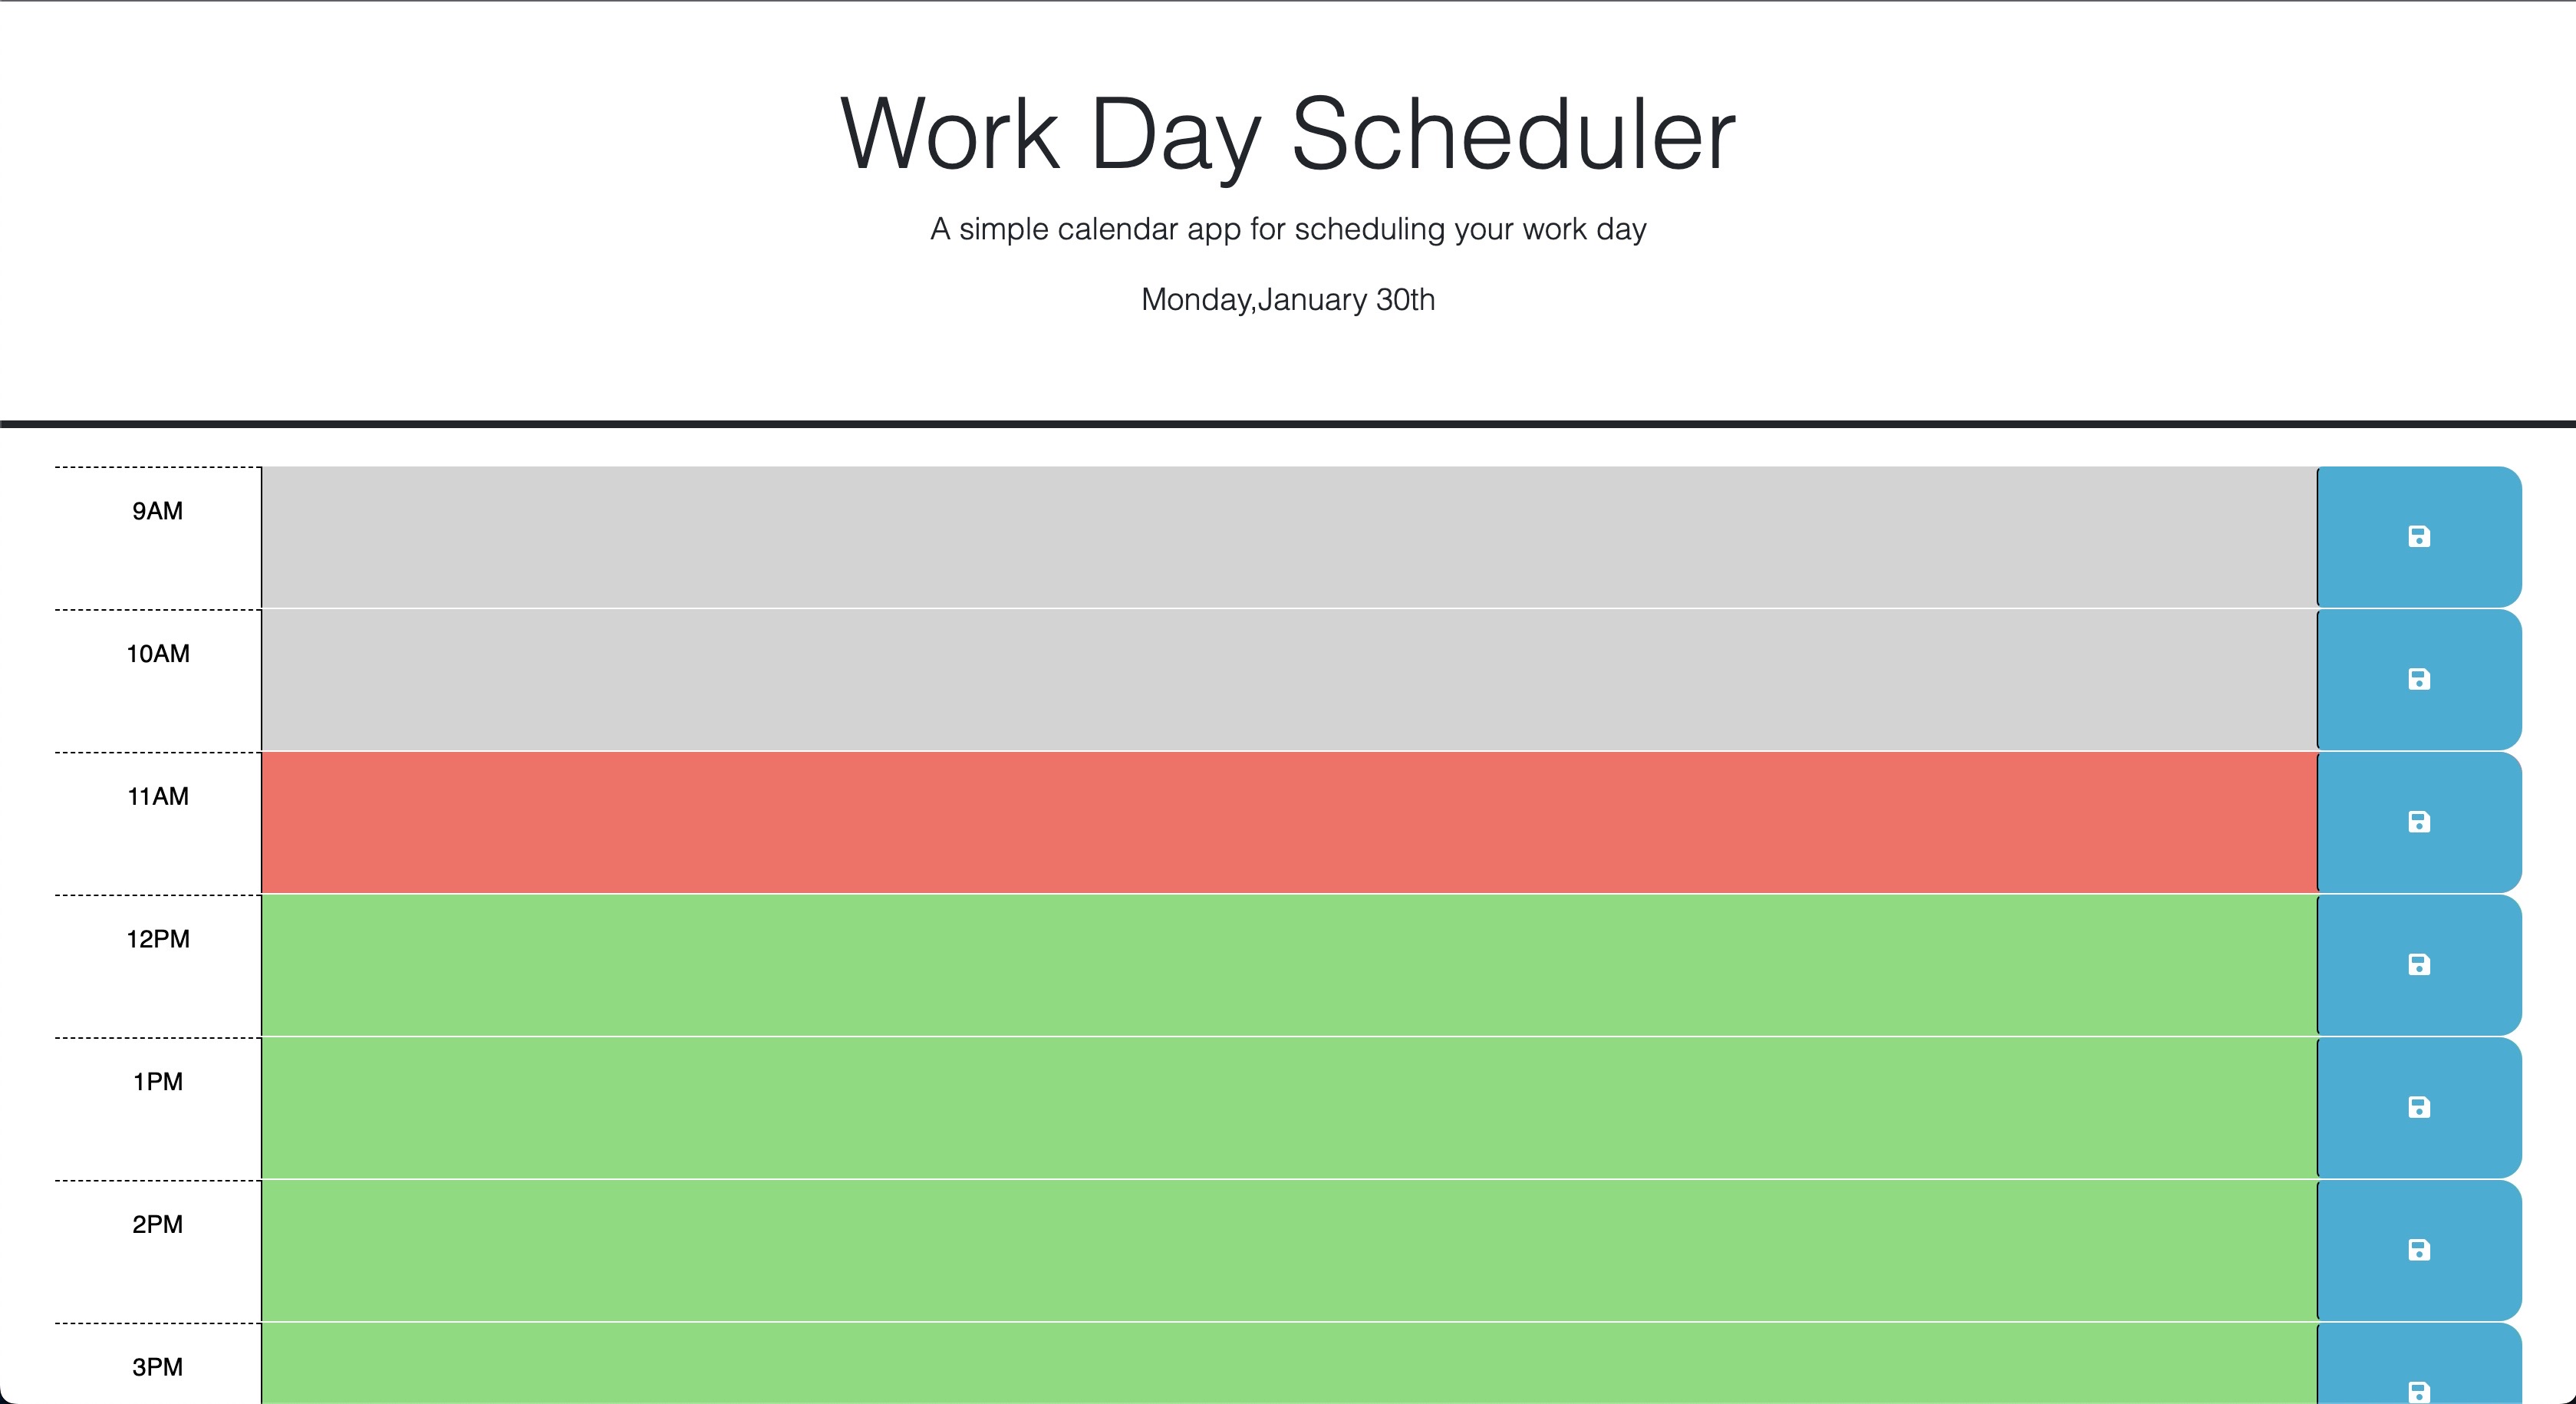 Work Day Scheduler
A simple calendar app for scheduling your work day
Monday,January 30th
9AM
10AM
11AM
12PM
1PM
2PM
3PM